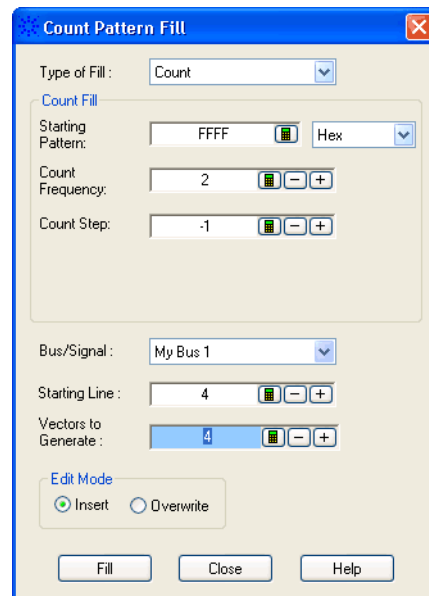 Count Pattern Fill
Type of Fill : Count
Count Fill
Starting Pattern: FFFF Hex
Count Frequency: 2
Count Step: -1
Bus/Signal : My Bus 1
Starting Line : 4
Vectors to Generate : 4
Edit Mode
Insert Overwrite
Fill Close Help